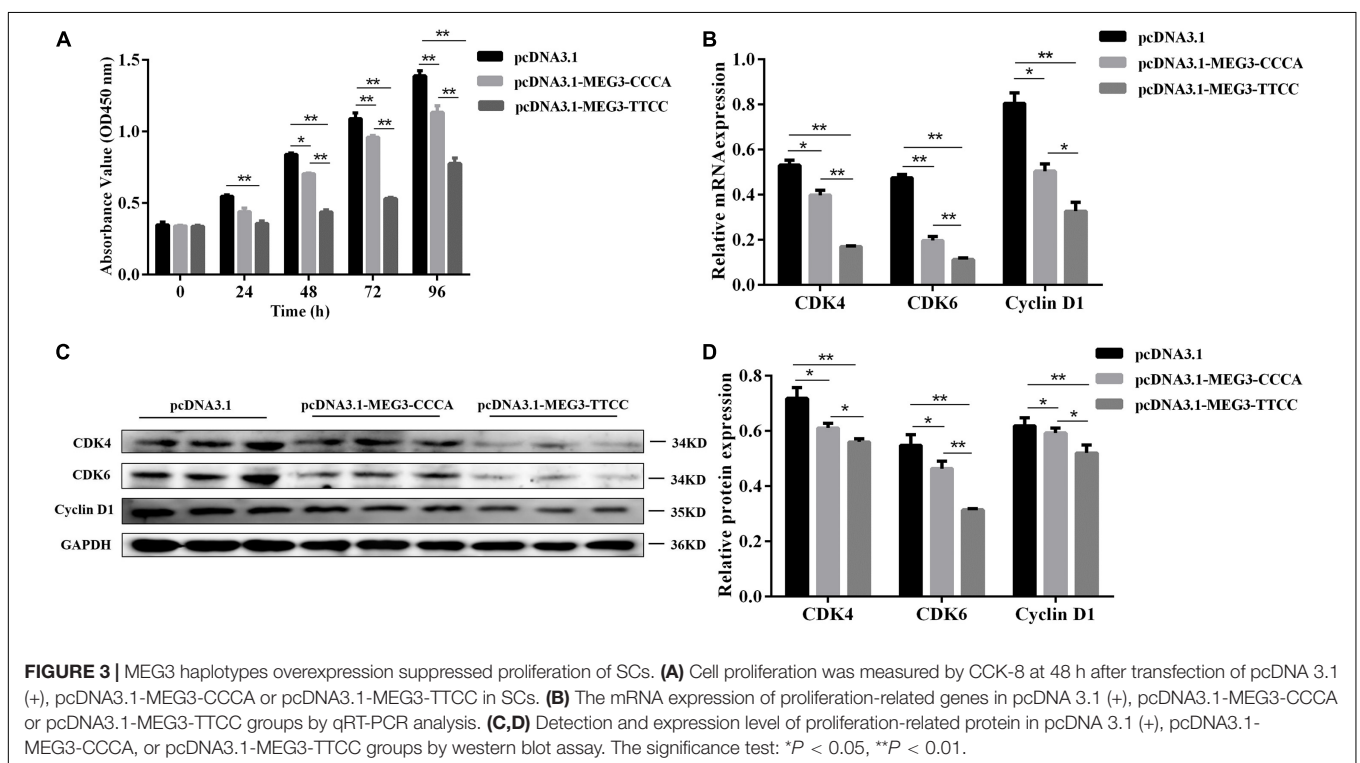 A
** ** ** ** ** * ** ** ** **
pcDNA3.1
pcDNA3.1-MEG3-CCCA
pcDNA3.1-MEG3-TTCC
Absorbance Value (OD450 nm)
1.5
1.0
0.5
0.0
0 24 48 72 96
Time (h)
B
** * ** ** ** ** ** * *
pcDNA3.1
pcDNA3.1-MEG3-CCCA
pcDNA3.1-MEG3-TTCC
Relative mRNAexpression
1.0
0.8
0.6
0.4
0.2
0.0
CDK4 CDK6 Cyclin D1
C
pcDNA3.1 pcDNA3.1-MEG3-CCCA pcDNA3.1-MEG3-TTCC
CDK4 34KD
CDK6 34KD
Cyclin D1 35KD
GAPDH 36KD
D
** * * ** * ** ** * *
pcDNA3.1
pcDNA3.1-MEG3-CCCA
pcDNA3.1-MEG3-TTCC
Relative protein expression
0.8
0.6
0.4
0.2
0.0
CDK4 CDK6 Cyclin D1
FIGURE 3 | MEG3 haplotypes overexpression suppressed proliferation of SCs. (A) Cell proliferation was measured by CCK-8 at 48 h after transfection of pcDNA 3.1
(+), pcDNA3.1-MEG3-CCCA or pcDNA3.1-MEG3-TTCC in SCs. (B) The mRNA expression of proliferation-related genes in pcDNA 3.1 (+), pcDNA3.1-MEG3-CCCA
or pcDNA3.1-MEG3-TTCC groups by qRT-PCR analysis. (C,D) Detection and expression level of proliferation-related protein in pcDNA 3.1 (+), pcDNA3.1-
MEG3-CCCA, or pcDNA3.1-MEG3-TTCC groups by western blot assay. The significance test: *P < 0.05, **P < 0.01.